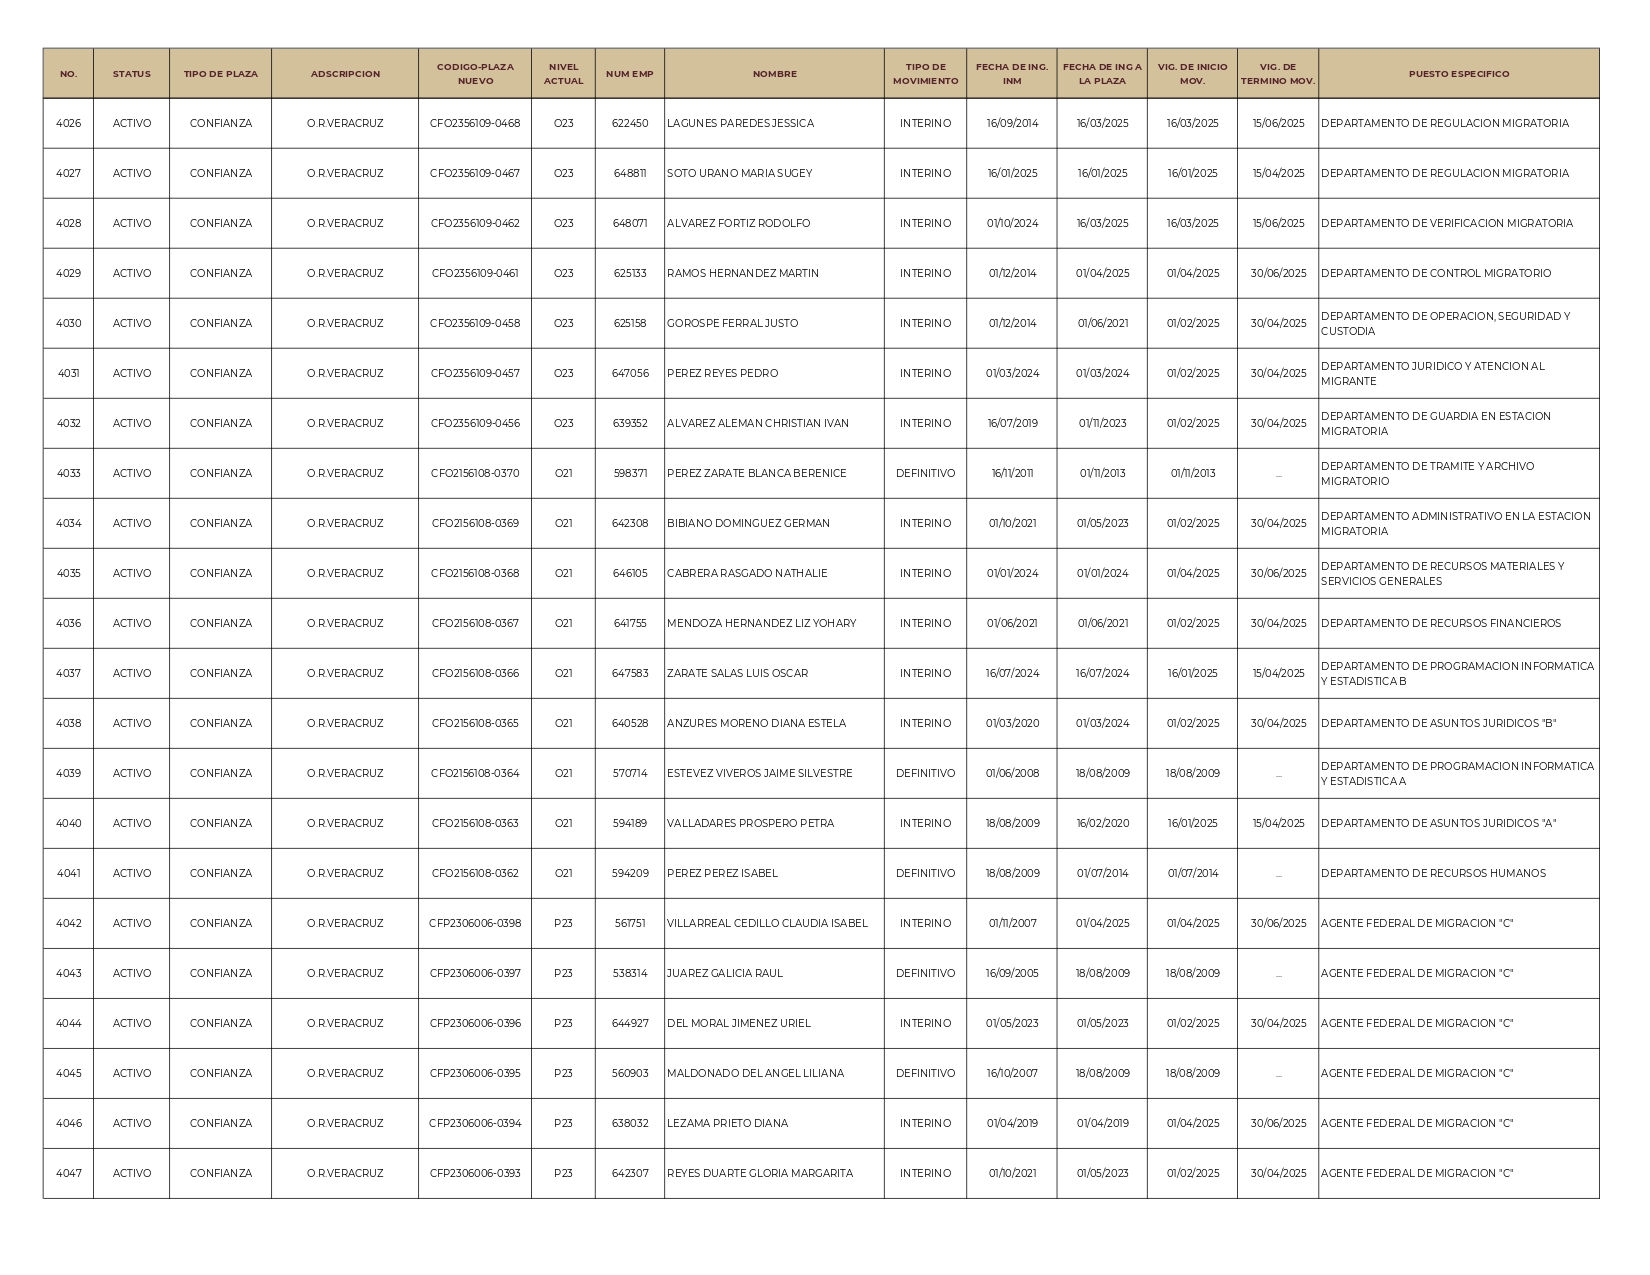 NO. STATUS TIPO DE PLAZA ADSCRIPCION CODIGO-PLAZA NUEVO NIVEL ACTUAL NUM EMP NOMBRE TIPO DE MOVIMIENTO FECHA DE ING. INM FECHA DE ING A LA PLAZA VIG. DE INICIO MOV. VIG. DE TERMINO MOV. PUESTO ESPECIFICO
4026 ACTIVO CONFIANZA O.R.VERACRUZ CFO2356109-0468 O23 622450 LAGUNES PAREDES JESSICA INTERINO 16/09/2014 16/03/2025 16/03/2025 15/06/2025 DEPARTAMENTO DE REGULACION MIGRATORIA
4027 ACTIVO CONFIANZA O.R.VERACRUZ CFO2356109-0467 O23 648811 SOTO URANO MARIA SUGEY INTERINO 16/01/2025 16/01/2025 16/01/2025 15/04/2025 DEPARTAMENTO DE REGULACION MIGRATORIA
4028 ACTIVO CONFIANZA O.R.VERACRUZ CFO2356109-0462 O23 648071 ALVAREZ FORTIZ RODOLFO INTERINO 01/10/2024 16/03/2025 16/03/2025 15/06/2025 DEPARTAMENTO DE VERIFICACION MIGRATORIA
4029 ACTIVO CONFIANZA O.R.VERACRUZ CFO2356109-0461 O23 625133 RAMOS HERNANDEZ MARTIN INTERINO 01/12/2014 01/04/2025 01/04/2025 30/06/2025 DEPARTAMENTO DE CONTROL MIGRATORIO
4030 ACTIVO CONFIANZA O.R.VERACRUZ CFO2356109-0458 O23 625158 GOROSPE FERRAL JUSTO INTERINO 01/12/2014 01/06/2021 01/02/2025 30/04/2025 DEPARTAMENTO DE OPERACION, SEGURIDAD Y
CUSTODIA
4031 ACTIVO CONFIANZA O.R.VERACRUZ CFO2356109-0457 O23 647056 PEREZ REYES PEDRO INTERINO 01/03/2024 01/03/2024 01/02/2025 30/04/2025 DEPARTAMENTO JURIDICO Y ATENCION AL
MIGRANTE
4032 ACTIVO CONFIANZA O.R.VERACRUZ CFO2356109-0456 O23 639352 ALVAREZ ALEMAN CHRISTIAN IVAN INTERINO 16/07/2019 01/11/2023 01/02/2025 30/04/2025 DEPARTAMENTO DE GUARDIA EN ESTACION
MIGRATORIA
4033 ACTIVO CONFIANZA O.R.VERACRUZ CFO2156108-0370 O21 598371 PEREZ ZARATE BLANCA BERENICE DEFINITIVO 16/11/2011 01/11/2013 01/11/2013 ... DEPARTAMENTO DE TRAMITE Y ARCHIVO
MIGRATORIO
4034 ACTIVO CONFIANZA O.R.VERACRUZ CFO2156108-0369 O21 642308 BIBIANO DOMINGUEZ GERMAN INTERINO 01/10/2021 01/05/2023 01/02/2025 30/04/2025 DEPARTAMENTO ADMINISTRATIVO EN LA ESTACION
MIGRATORIA
4035 ACTIVO CONFIANZA O.R.VERACRUZ CFO2156108-0368 O21 646105 CABRERA RASGADO NATHALIE INTERINO 01/01/2024 01/01/2024 01/04/2025 30/06/2025 DEPARTAMENTO DE RECURSOS MATERIALES Y
SERVICIOS GENERALES
4036 ACTIVO CONFIANZA O.R.VERACRUZ CFO2156108-0367 O21 641755 MENDOZA HERNANDEZ LIZ YOHARY INTERINO 01/06/2021 01/06/2021 01/02/2025 30/04/2025 DEPARTAMENTO DE RECURSOS FINANCIEROS
4037 ACTIVO CONFIANZA O.R.VERACRUZ CFO2156108-0366 O21 647583 ZARATE SALAS LUIS OSCAR INTERINO 16/07/2024 16/07/2024 16/01/2025 15/04/2025 DEPARTAMENTO DE PROGRAMACION INFORMATICA
Y ESTADISTICA B
4038 ACTIVO CONFIANZA O.R.VERACRUZ CFO2156108-0365 O21 640528 ANZURES MORENO DIANA ESTELA INTERINO 01/03/2020 01/03/2024 01/02/2025 30/04/2025 DEPARTAMENTO DE ASUNTOS JURIDICOS "B"
4039 ACTIVO CONFIANZA O.R.VERACRUZ CFO2156108-0364 O21 570714 ESTEVEZ VIVEROS JAIME SILVESTRE DEFINITIVO 01/06/2008 18/08/2009 18/08/2009 ... DEPARTAMENTO DE PROGRAMACION INFORMATICA
Y ESTADISTICA A
4040 ACTIVO CONFIANZA O.R.VERACRUZ CFO2156108-0363 O21 594189 VALLADARES PROSPERO PETRA INTERINO 18/08/2009 16/02/2020 16/01/2025 15/04/2025 DEPARTAMENTO DE ASUNTOS JURIDICOS "A"
4041 ACTIVO CONFIANZA O.R.VERACRUZ CFO2156108-0362 O21 594209 PEREZ PEREZ ISABEL DEFINITIVO 18/08/2009 01/07/2014 01/07/2014 ... DEPARTAMENTO DE RECURSOS HUMANOS
4042 ACTIVO CONFIANZA O.R.VERACRUZ CFP2306006-0398 P23 561751 VILLARREAL CEDILLO CLAUDIA ISABEL INTERINO 01/11/2007 01/04/2025 01/04/2025 30/06/2025 AGENTE FEDERAL DE MIGRACION "C"
4043 ACTIVO CONFIANZA O.R.VERACRUZ CFP2306006-0397 P23 538314 JUAREZ GALICIA RAUL DEFINITIVO 16/09/2005 18/08/2009 18/08/2009 ... AGENTE FEDERAL DE MIGRACION "C"
4044 ACTIVO CONFIANZA O.R.VERACRUZ CFP2306006-0396 P23 644927 DEL MORAL JIMENEZ URIEL INTERINO 01/05/2023 01/05/2023 01/02/2025 30/04/2025 AGENTE FEDERAL DE MIGRACION "C"
4045 ACTIVO CONFIANZA O.R.VERACRUZ CFP2306006-0395 P23 560903 MALDONADO DEL ANGEL LILIANA DEFINITIVO 16/10/2007 18/08/2009 18/08/2009 ... AGENTE FEDERAL DE MIGRACION "C"
4046 ACTIVO CONFIANZA O.R.VERACRUZ CFP2306006-0394 P23 638032 LEZAMA PRIETO DIANA INTERINO 01/04/2019 01/04/2019 01/04/2025 30/06/2025 AGENTE FEDERAL DE MIGRACION "C"
4047 ACTIVO CONFIANZA O.R.VERACRUZ CFP2306006-0393 P23 642307 REYES DUARTE GLORIA MARGARITA INTERINO 01/10/2021 01/05/2023 01/02/2025 30/04/2025 AGENTE FEDERAL DE MIGRACION "C"